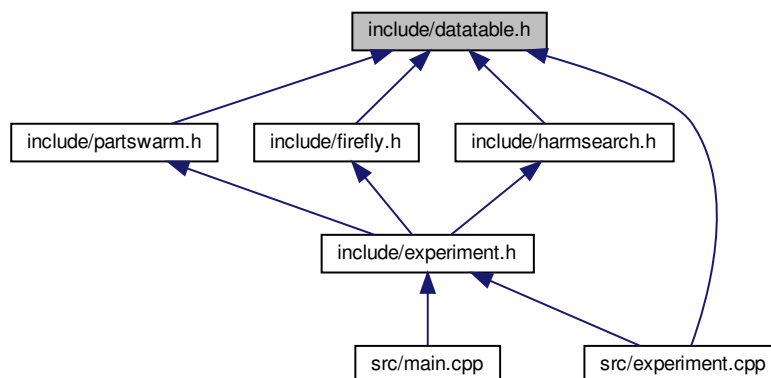 include/datatable.h
include/partswarm.h
include/firefly.h
include/harmsearch.h
include/experiment.h
src/main.cpp
src/experiment.cpp